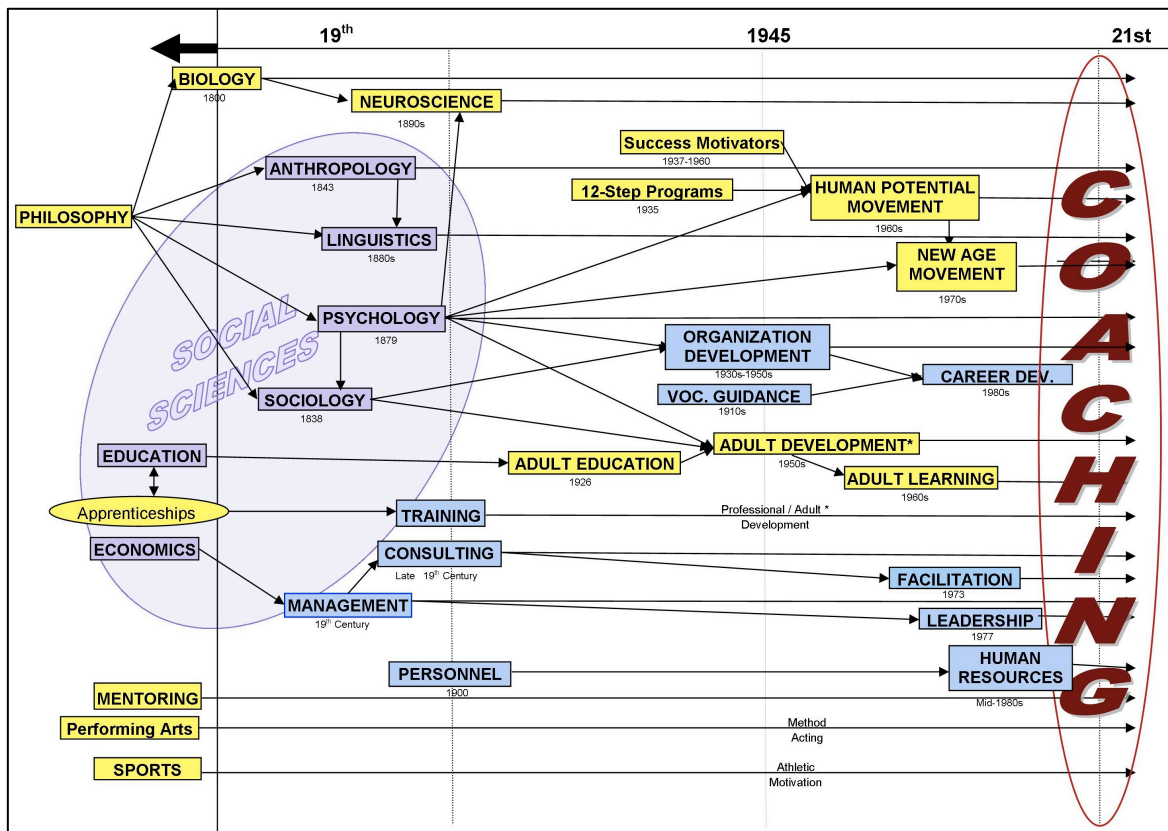 19th
1945
21st
BIOLOGY
1800
NEUROSCIENCE
1890s
Success Motivators
1937-1960
ANTHROPOLOGY
1843
12-Step Programs
1935
HUMAN POTENTIAL
MOVEMENT
1960s
PHILOSOPHY
LINGUISTICS
1880s
NEW AGE
MOVEMENT
1970s
PSYCHOLOGY
1879
SOCIAL
SCIENCES
ORGANIZATION
DEVELOPMENT
1930s-1950s
CAREER DEV.
1980s
VOC. GUIDANCE
1910s
SOCIOLOGY
1838
EDUCATION
ADULT EDUCATION
1926
ADULT DEVELOPMENT*
1950s
ADULT LEARNING
1960s
Apprenticeships
TRAINING
Professional / Adult *
Development
ECONOMICS
CONSULTING
Late 19th Century
FACILITATION
1973
MANAGEMENT
19th Century
LEADERSHIP
1977
PERSONNEL
1900
HUMAN
RESOURCES
Mid-1980s
MENTORING
Performing Arts
Method
Acting
SPORTS
Athletic
Motivation
COACHING